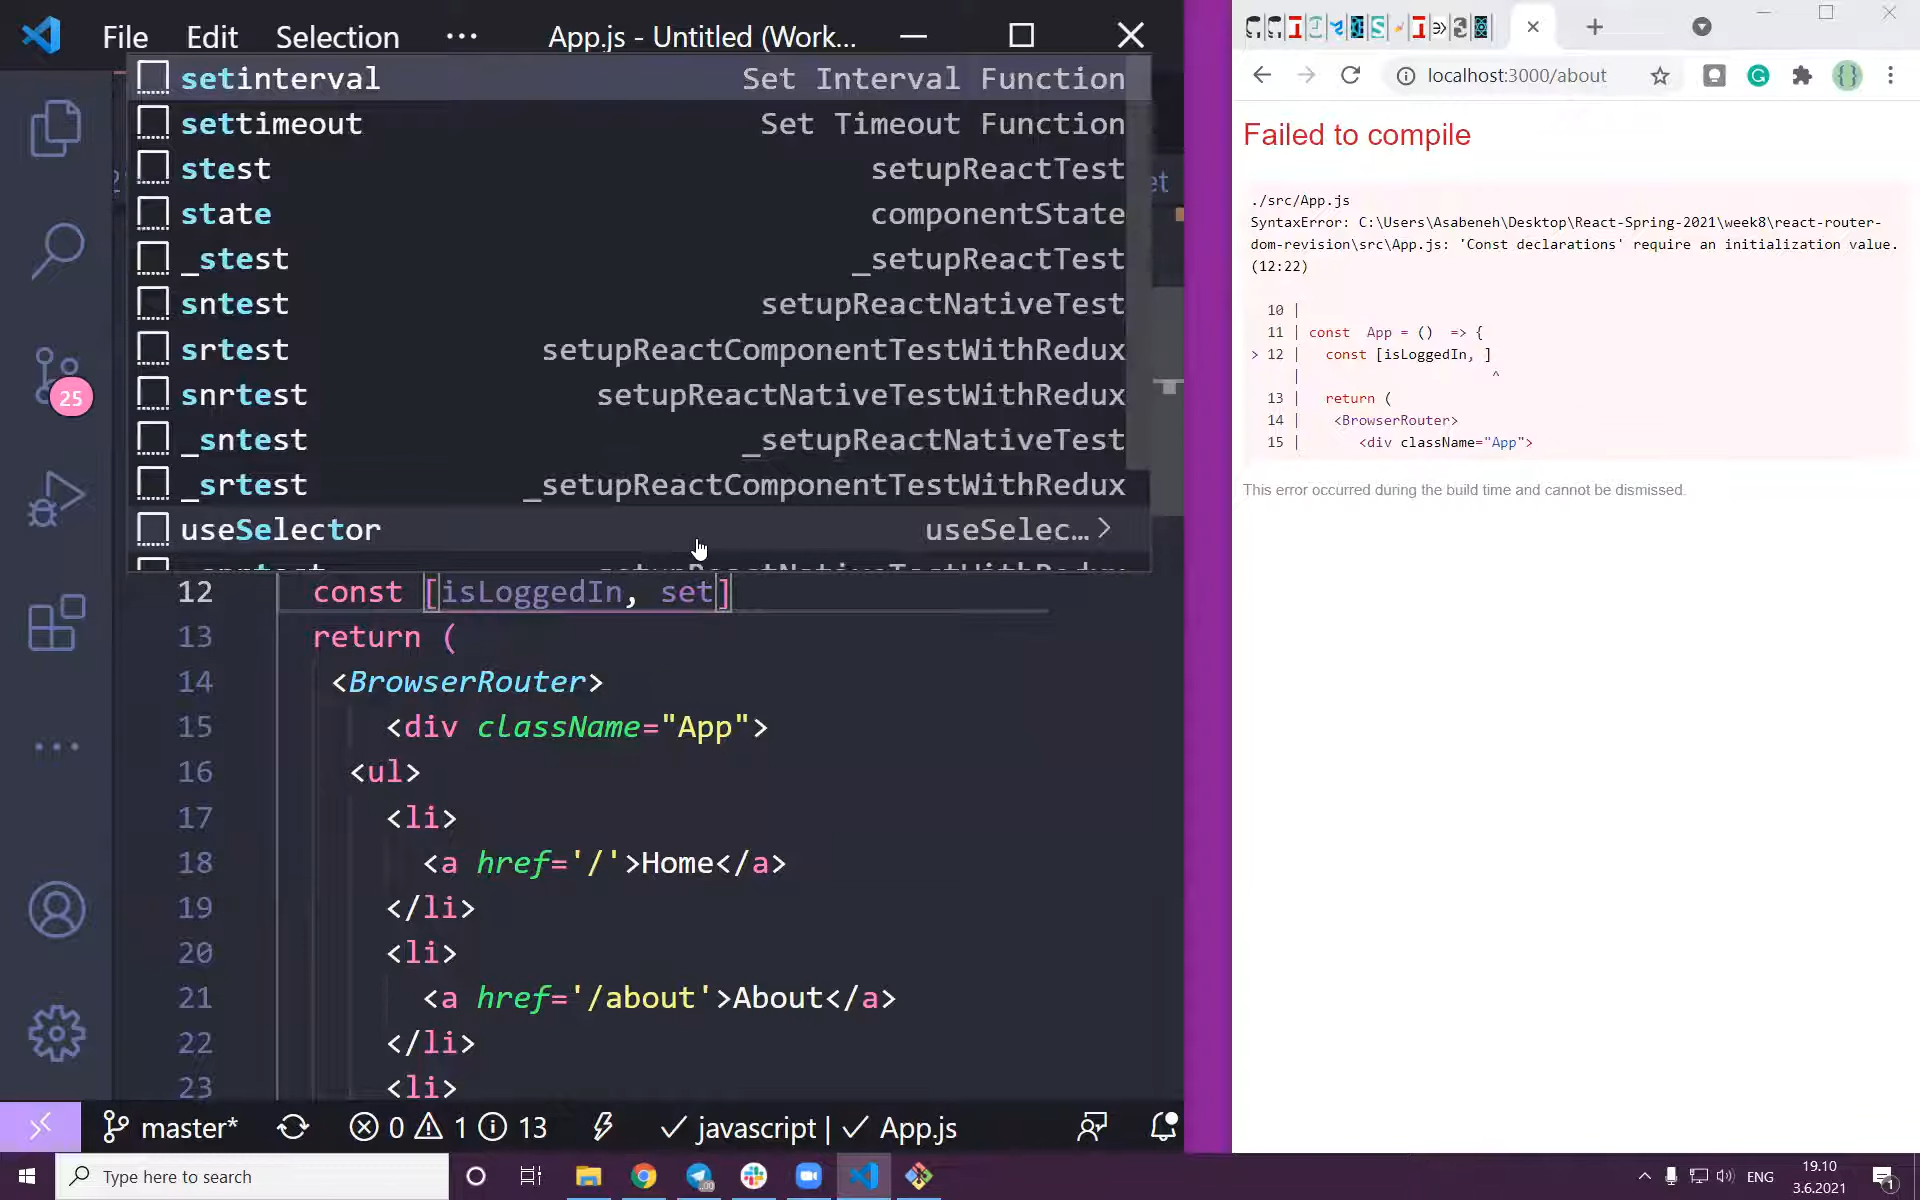 File Edit Selection ··· App.js - Untitled (Work...
setinterval Set Interval Function
settimeout Set Timeout Function
stest setupReactTest
state componentState
_stest _setupReactTest
sntest setupReactNativeTest
srtest setupReactComponentTestWithRedux
snrtest setupReactNativeTestWithRedux
_sntest _setupReactNativeTest
_srtest _setupReactComponentTestWithRedux
useSelector useSelec...
12 const [isLoggedIn, set]
13 return (
14 <BrowserRouter>
15 <div className="App">
16 <ul>
17 <li>
18 <a href='/'>Home</a>
19 </li>
20 <li>
21 <a href='/about'>About</a>
22 </li>
23 <li>
25
master* 0 1 13 javascript | App.js
localhost:3000/about
Failed to compile
./src/App.js
SyntaxError: C:\Users\Asabeneh\Desktop\React-Spring-2021\week8\react-router-
dom-revision\src\App.js: 'Const declarations' require an initialization value.
(12:22)
10 |
11 | const App = () => {
> 12 | const [isLoggedIn, ]
| ^
13 | return (
14 | <BrowserRouter>
15 | <div className="App">
This error occurred during the build time and cannot be dismissed.
Type here to search
ENG
19.10
3.6.2021
1